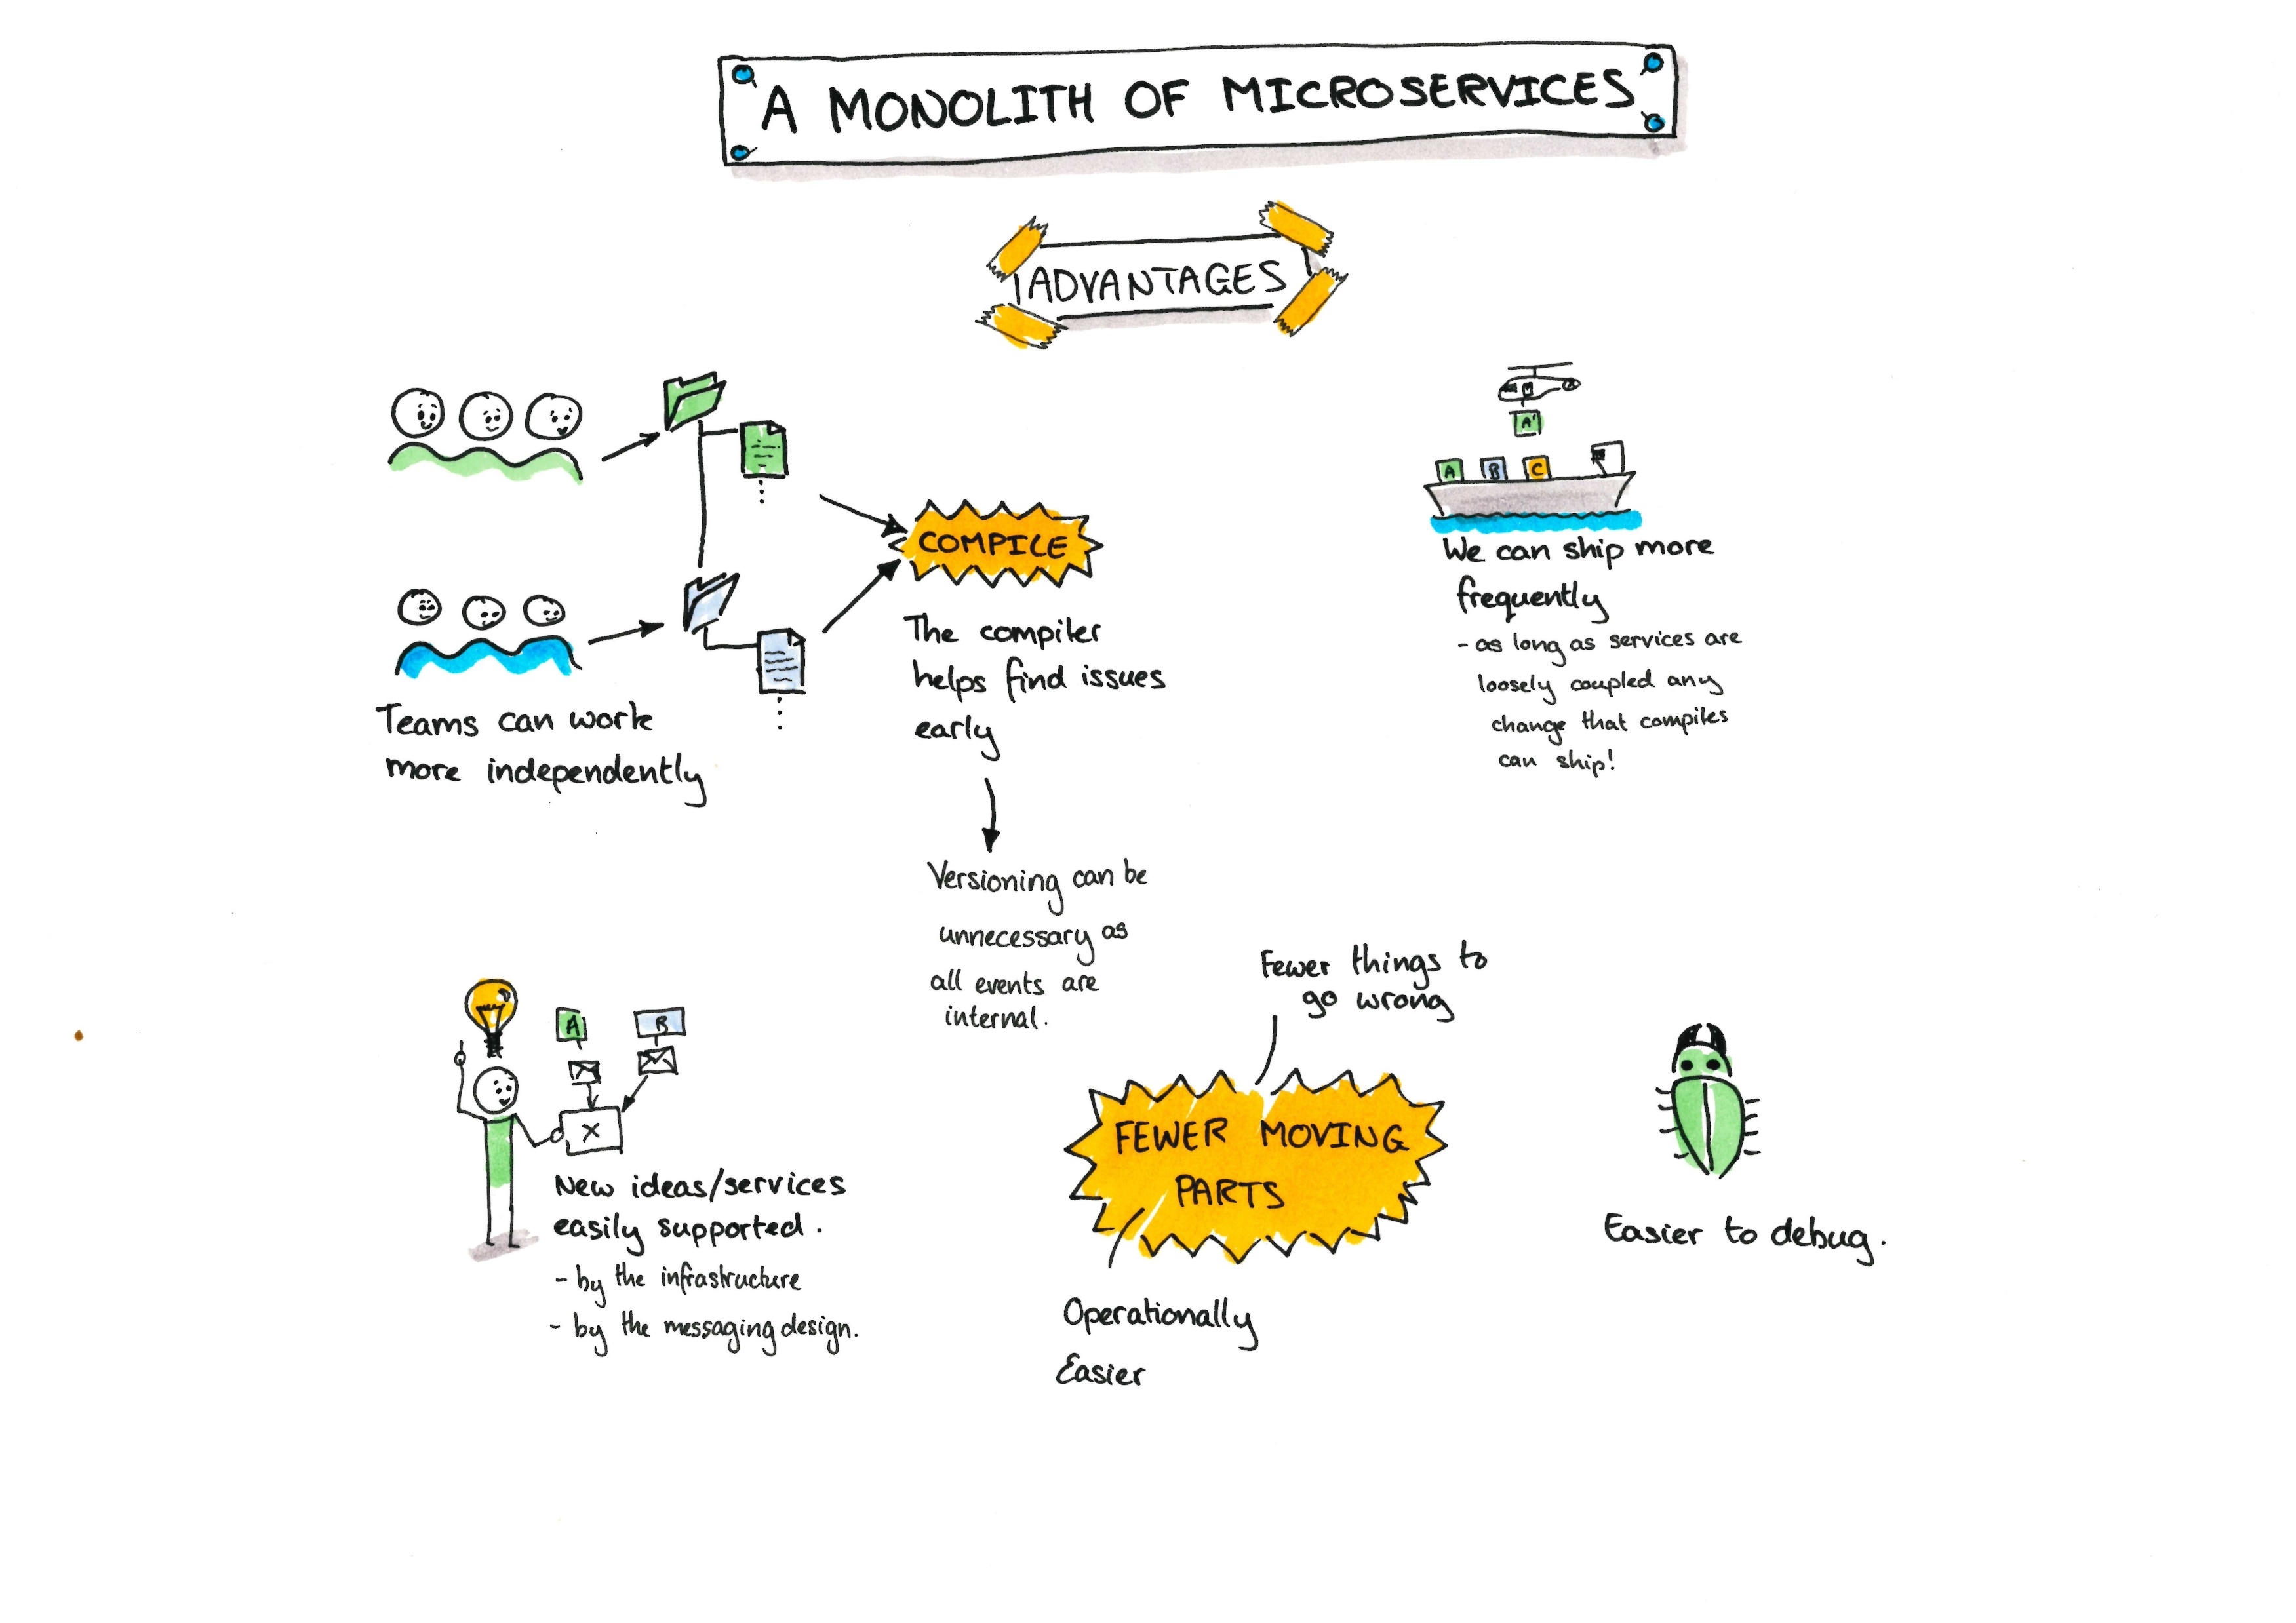 A MONOLITH OF MICROSERVICES
ADVANTAGES
Teams can work
more independently
COMPILE
The compiler
helps find issues
early
Versioning can be
unnecessary as
all events are
internal.
A'
A B C
We can ship more
frequently
- as long as services are
loosely coupled any
change that compiles
can ship!
A B
X
New ideas/services
easily supported.
- by the infrastructure
- by the messaging design.
Fewer things to
go wrong
FEWER MOVING
PARTS
Operationally
Easier
Easier to debug.